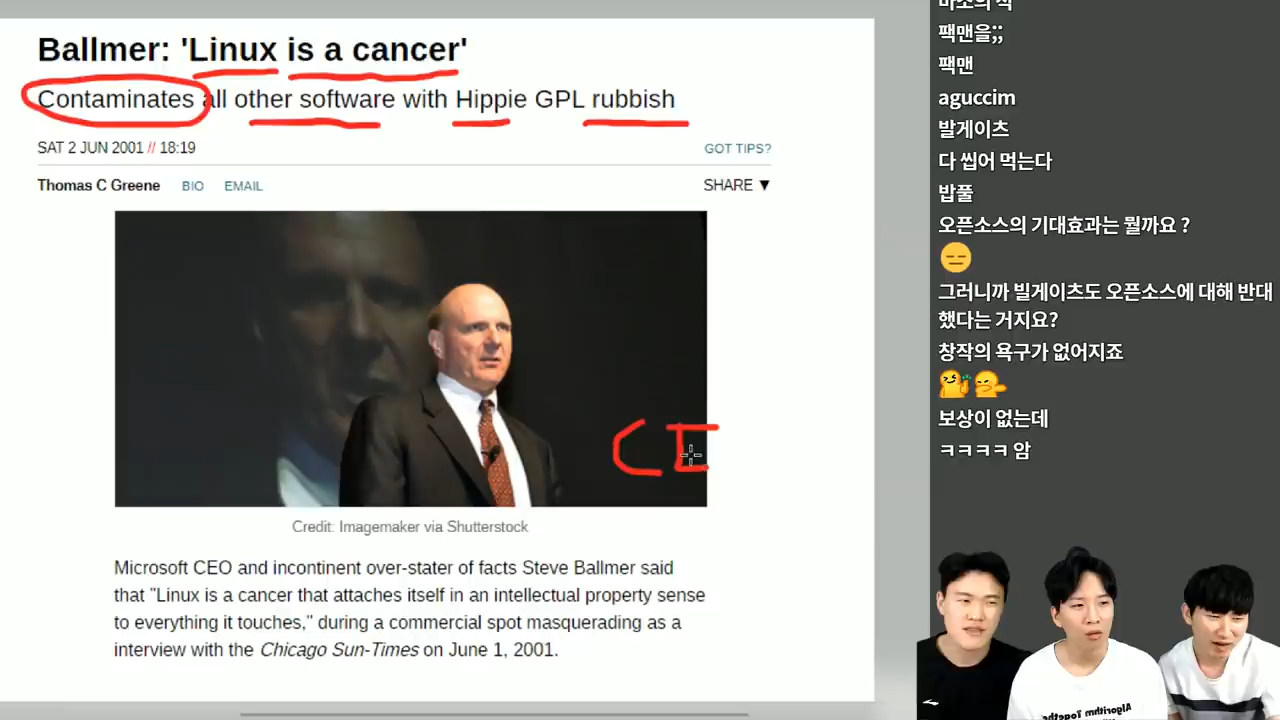 Ballmer: 'Linux is a cancer'
Contaminates all other software with Hippie GPL rubbish
SAT 2 JUN 2001 // 18:19
GOT TIPS?
Thomas C Greene BIO EMAIL
SHARE ▼
CE
Credit: Imagemaker via Shutterstock
Microsoft CEO and incontinent over-stater of facts Steve Ballmer said
that "Linux is a cancer that attaches itself in an intellectual property sense
to everything it touches," during a commercial spot masquerading as a
interview with the Chicago Sun-Times on June 1, 2001.
팩맨을;;
팩맨
aguccim
발게이츠
다 씹어 먹는다
밥풀
오픈소스의 기대효과는 뭘까요 ?
그러니까 빌게이츠도 오픈소스에 대해 반대
했다는 거지요?
창작의 욕구가 없어지죠
보상이 없는데
ㅋㅋㅋㅋ 암
Algorithm Together